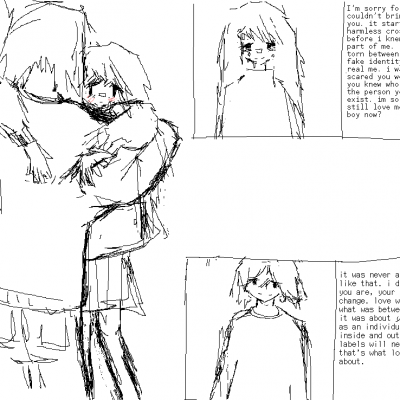 I'm sorry fo
couldn't bri
you. it star
harmless cro
before i knew
part of me.
torn between
fake identit
real me. i w
scared you w
you knew who
the person y
exist. im so
still love m
boy now?
it was never a
like that. i d
you are, your
change. love w
what was betwe
it was about
as an individu
inside and out
labels will ne
that's what lo
about.